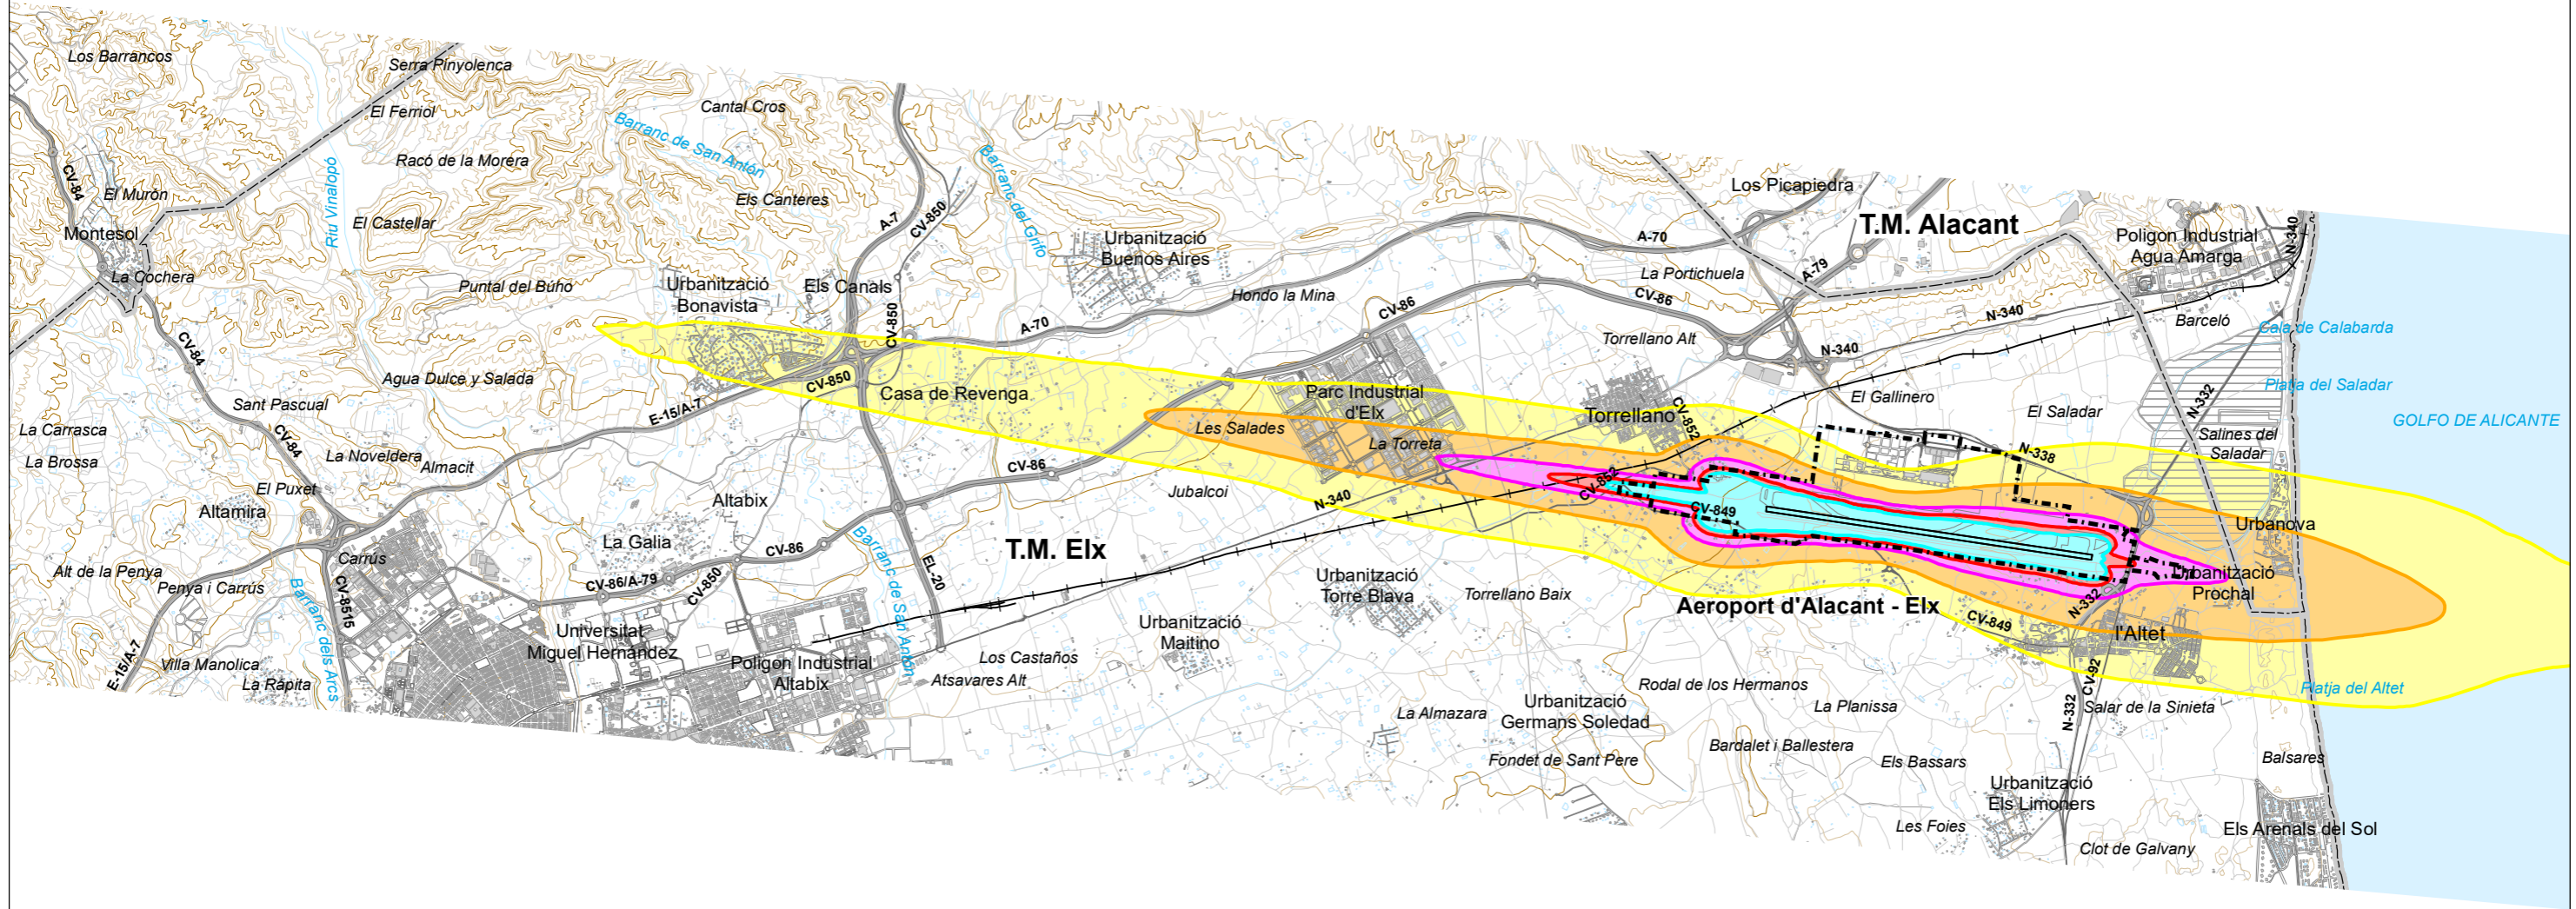 Los Barrancos
Serra Pinyolenca
El Ferriol
Cantal Cros
Barranc de San Antón
Racó de la Morera
Riu Vinalopó
CV-84
El Murón
Montesol
La Cochera
El Castellar
Els Canteres
A-7
CV-850
Barranc del Grifo
Urbanització
Buenos Aires
Los Picapiedra
T.M. Alacant
A-70
Poligon Industrial
Agua Amarga
N-340
Puntal del Búho
Urbanització
Bonavista
Els Canals
CV-850
Hondo la Mina
La Portichuela
A-79
CV-86
CV-86
N-340
Barceló
Cala de Calabarda
A-70
CV-84
Torrellano Alt
N-340
Agua Dulce y Salada
CV-850
Casa de Revenga
Parc Industrial
d'Elx
El Gallinero
N-332
Platja del Saladar
Sant Pascual
E-15/A-7
Les Salades
La Torreta
Torrellano
CV-852
El Saladar
GOLFO DE ALICANTE
La Carrasca
CV-84
La Brossa
La Noveldera
Almacit
CV-86
Salines del
Saladar
N-338
El Puxet
Altamira
Altabix
Jubalcoi
N-340
CV-852
CV-849
Urbanova
Carrús
La Galia
CV-86
Barranc de San Antón
T.M. Elx
Alt de la Penya
Penya i Carrús
Barranc dels Arcs
CV-8515
CV-86/A-79
CV-850
EL-20
Urbanització
Torre Blava
Torrellano Baix
Aeroport d'Alacant - Elx
Urbanització
Prochal
N-332
CV-849
l'Altet
Universitat
Miguel Hernández
Urbanització
Maitino
E-15/A-7
Villa Manolica
La Ràpita
Poligon Industrial
Altabix
Los Castaños
Atsavares Alt
Rodal de los Hermanos
CV-92
Platja del Altet
La Almazara
Urbanització
Germans Soledad
La Planissa
N-332
Salar de la Sinieta
Bardalet i Ballestera
Fondet de Sant Pere
Els Bassars
Balsares
Urbanització
Els Limoners
Les Foies
Els Arenals del Sol
Clot de Galvany